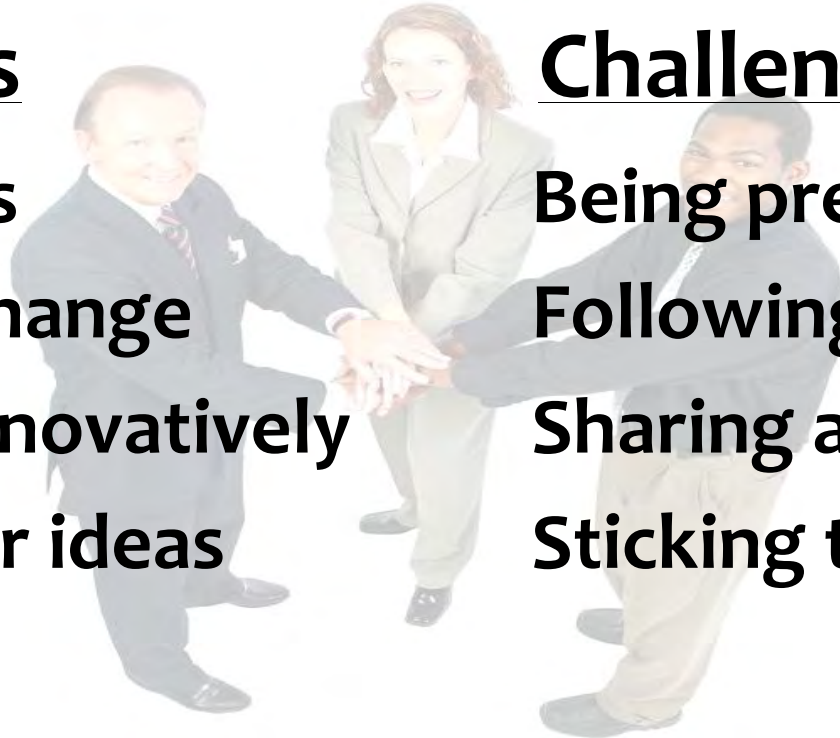 s
Challen
s
Being pre
hange
Following
novatively
Sharing a
r ideas
Sticking t